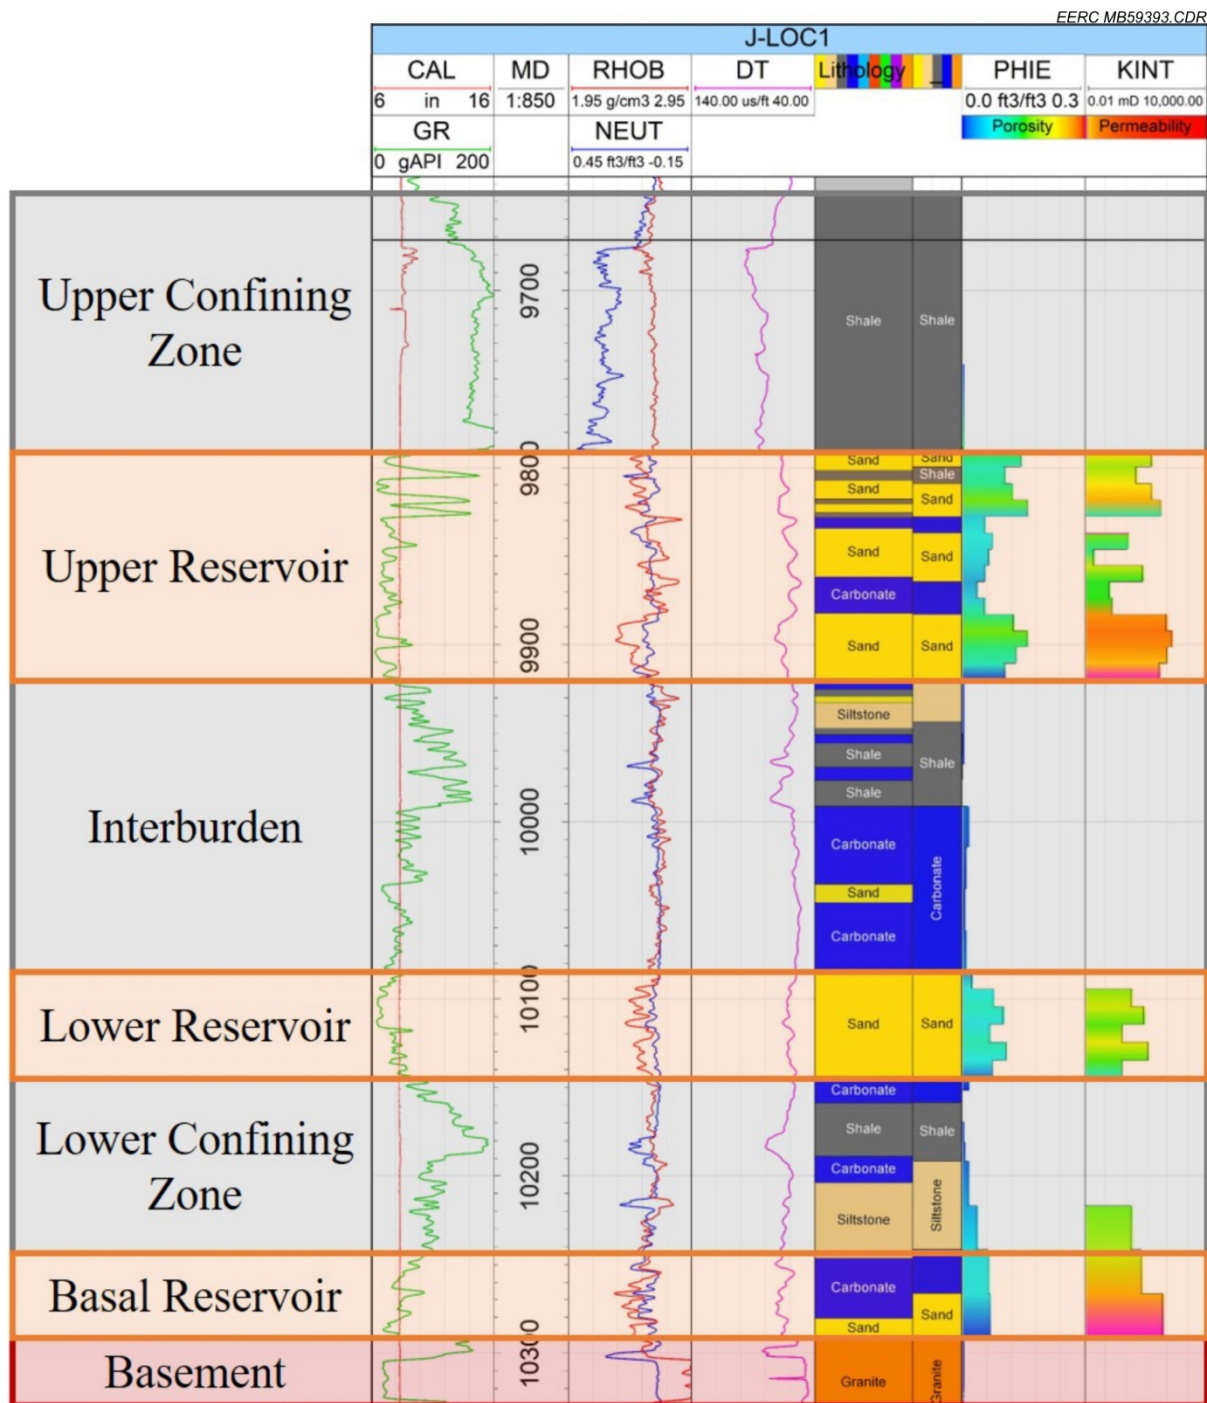 EERC MB59393.CDR
J-LOC1
CAL MD RHOB DT Lithology PHIE KINT
6 in 16 1:850 1.95 g/cm3 2.95 140.00 us/ft 40.00 0.0 ft3/ft3 0.3 0.01 mD 10,000.00
GR NEUT Porosity Permeability
0 gAPI 200 0.45 ft3/ft3 -0.15
Upper Confining
Zone
9700
Shale Shale
Upper Reservoir
9800
9900
Sand Sand
Shale
Sand Sand
Sand Sand
Carbonate
Sand Sand
Interburden
10000
Siltstone
Shale Shale
Shale
Carbonate Carbonate
Sand
Carbonate
Lower Reservoir
10100
Sand Sand
Lower Confining
Zone
10200
Carbonate
Shale Shale
Carbonate
Siltstone Siltstone
Basal Reservoir
Carbonate
Sand Sand
Basement
10300
Granite Granite